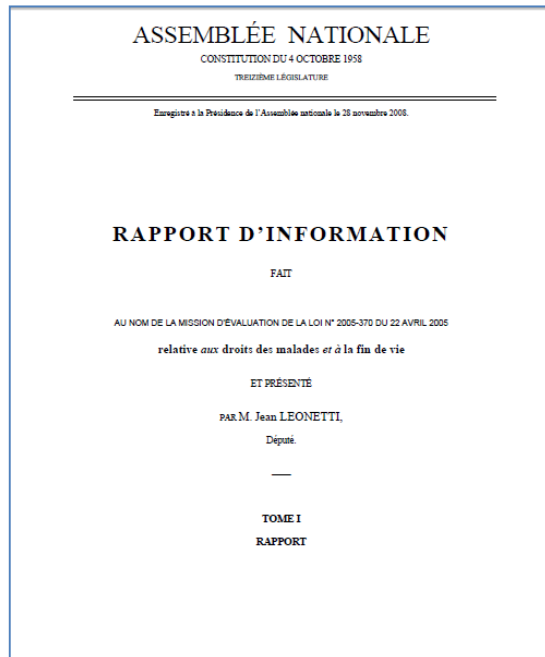 ASSEMBLÉE NATIONALE
CONSTITUTION DU 4 OCTOBRE 1958
TREIZIÈME LÉGISLATURE
Enregistré à la Présidence de l'Assemblée nationale le 28 novembre 2008.
RAPPORT D'INFORMATION
FAIT
AU NOM DE LA MISSION D'ÉVALUATION DE LA LOI N° 2005-370 DU 22 AVRIL 2005
relative aux droits des malades et à la fin de vie
ET PRÉSENTÉ
PAR M. Jean LEONETTI,
Député.
TOME I
RAPPORT